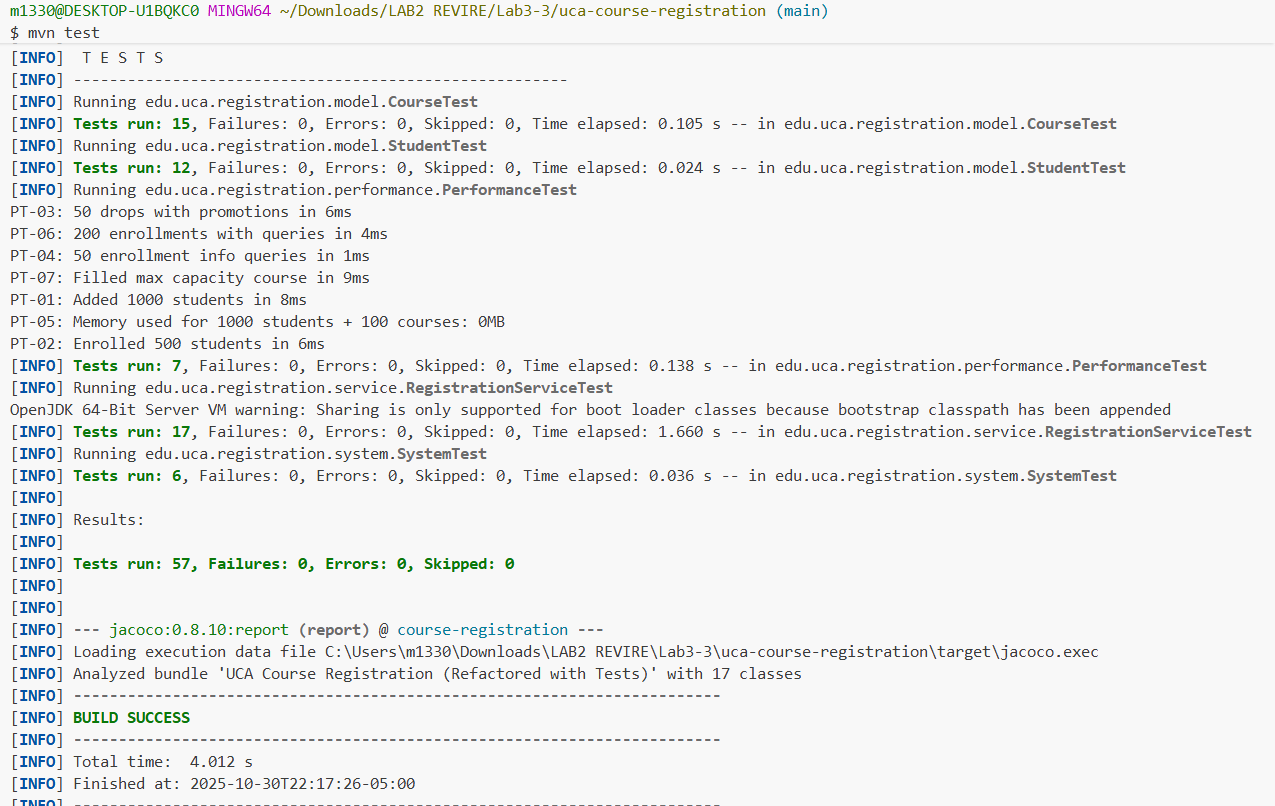 m1330@DESKTOP-U1BQKC0 MINGW64 ~/Downloads/LAB2 REVIRE/Lab3-3/uca-course-registration (main)
$ mvn test
[INFO]  T E S T S
[INFO] -------------------------------------------------------
[INFO] Running edu.uca.registration.model.CourseTest
[INFO] Tests run: 15, Failures: 0, Errors: 0, Skipped: 0, Time elapsed: 0.105 s -- in edu.uca.registration.model.CourseTest
[INFO] Running edu.uca.registration.model.StudentTest
[INFO] Tests run: 12, Failures: 0, Errors: 0, Skipped: 0, Time elapsed: 0.024 s -- in edu.uca.registration.model.StudentTest
[INFO] Running edu.uca.registration.performance.PerformanceTest
PT-03: 50 drops with promotions in 6ms
PT-06: 200 enrollments with queries in 4ms
PT-04: 50 enrollment info queries in 1ms
PT-07: Filled max capacity course in 9ms
PT-01: Added 1000 students in 8ms
PT-05: Memory used for 1000 students + 100 courses: 0MB
PT-02: Enrolled 500 students in 6ms
[INFO] Tests run: 7, Failures: 0, Errors: 0, Skipped: 0, Time elapsed: 0.138 s -- in edu.uca.registration.performance.PerformanceTest
[INFO] Running edu.uca.registration.service.RegistrationServiceTest
OpenJDK 64-Bit Server VM warning: Sharing is only supported for boot loader classes because bootstrap classpath has been appended
[INFO] Tests run: 17, Failures: 0, Errors: 0, Skipped: 0, Time elapsed: 1.660 s -- in edu.uca.registration.service.RegistrationServiceTest
[INFO] Running edu.uca.registration.system.SystemTest
[INFO] Tests run: 6, Failures: 0, Errors: 0, Skipped: 0, Time elapsed: 0.036 s -- in edu.uca.registration.system.SystemTest
[INFO]
[INFO] Results:
[INFO]
[INFO] Tests run: 57, Failures: 0, Errors: 0, Skipped: 0
[INFO]
[INFO]
[INFO] --- jacoco:0.8.10:report (report) @ course-registration ---
[INFO] Loading execution data file C:\Users\m1330\Downloads\LAB2 REVIRE\Lab3-3\uca-course-registration\target\jacoco.exec
[INFO] Analyzed bundle 'UCA Course Registration (Refactored with Tests)' with 17 classes
[INFO] ------------------------------------------------------------------------
[INFO] BUILD SUCCESS
[INFO] ------------------------------------------------------------------------
[INFO] Total time:  4.012 s
[INFO] Finished at: 2025-10-30T22:17:26-05:00
[INFO] ------------------------------------------------------------------------